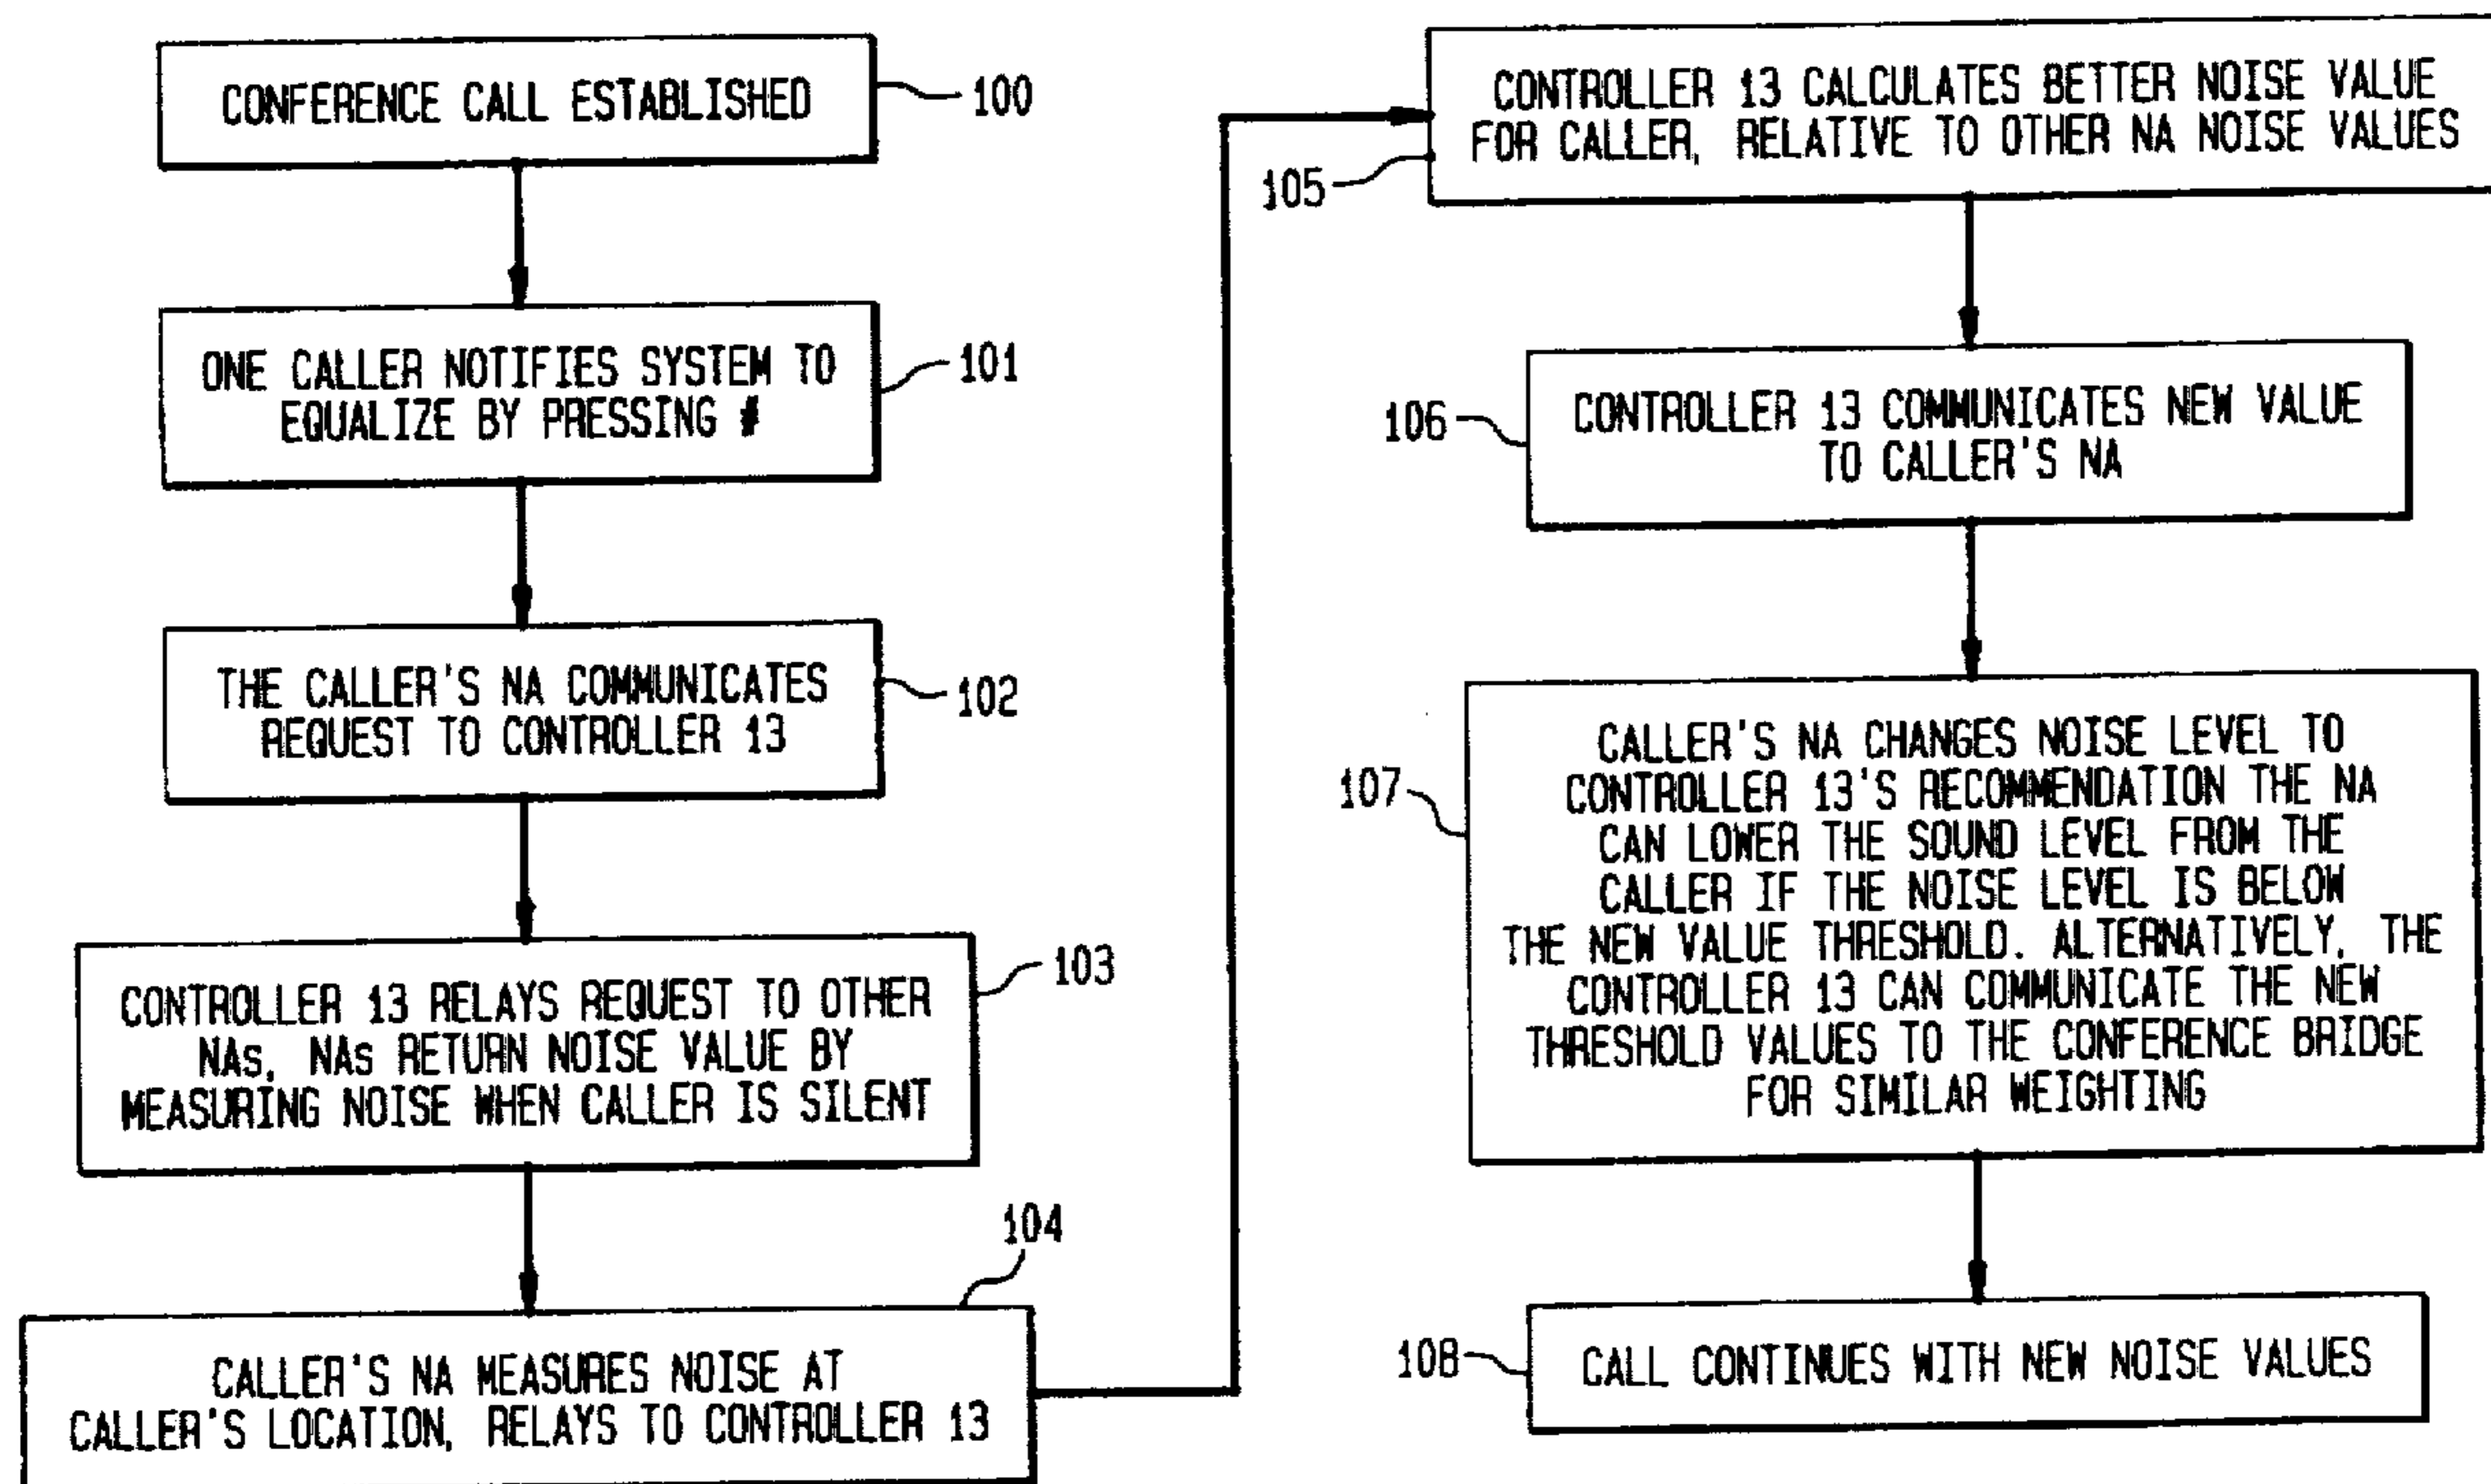 CONFERENCE CALL ESTABLISHED
100
ONE CALLER NOTIFIES SYSTEM TO
EQUALIZE BY PRESSING #
101
THE CALLER'S NA COMMUNICATES
REQUEST TO CONTROLLER 13
102
CONTROLLER 13 RELAYS REQUEST TO OTHER
NAs, NAs RETURN NOISE VALUE BY
MEASURING NOISE WHEN CALLER IS SILENT
103
104
CALLER'S NA MEASURES NOISE AT
CALLER'S LOCATION, RELAYS TO CONTROLLER 13
CONTROLLER 13 CALCULATES BETTER NOISE VALUE
FOR CALLER, RELATIVE TO OTHER NA NOISE VALUES
105
CONTROLLER 13 COMMUNICATES NEW VALUE
TO CALLER'S NA
106
CALLER'S NA CHANGES NOISE LEVEL TO
CONTROLLER 13'S RECOMMENDATION THE NA
CAN LOWER THE SOUND LEVEL FROM THE
CALLER IF THE NOISE LEVEL IS BELOW
THE NEW VALUE THRESHOLD. ALTERNATIVELY, THE
CONTROLLER 13 CAN COMMUNICATE THE NEW
THRESHOLD VALUES TO THE CONFERENCE BRIDGE
FOR SIMILAR WEIGHTING
107
CALL CONTINUES WITH NEW NOISE VALUES
108